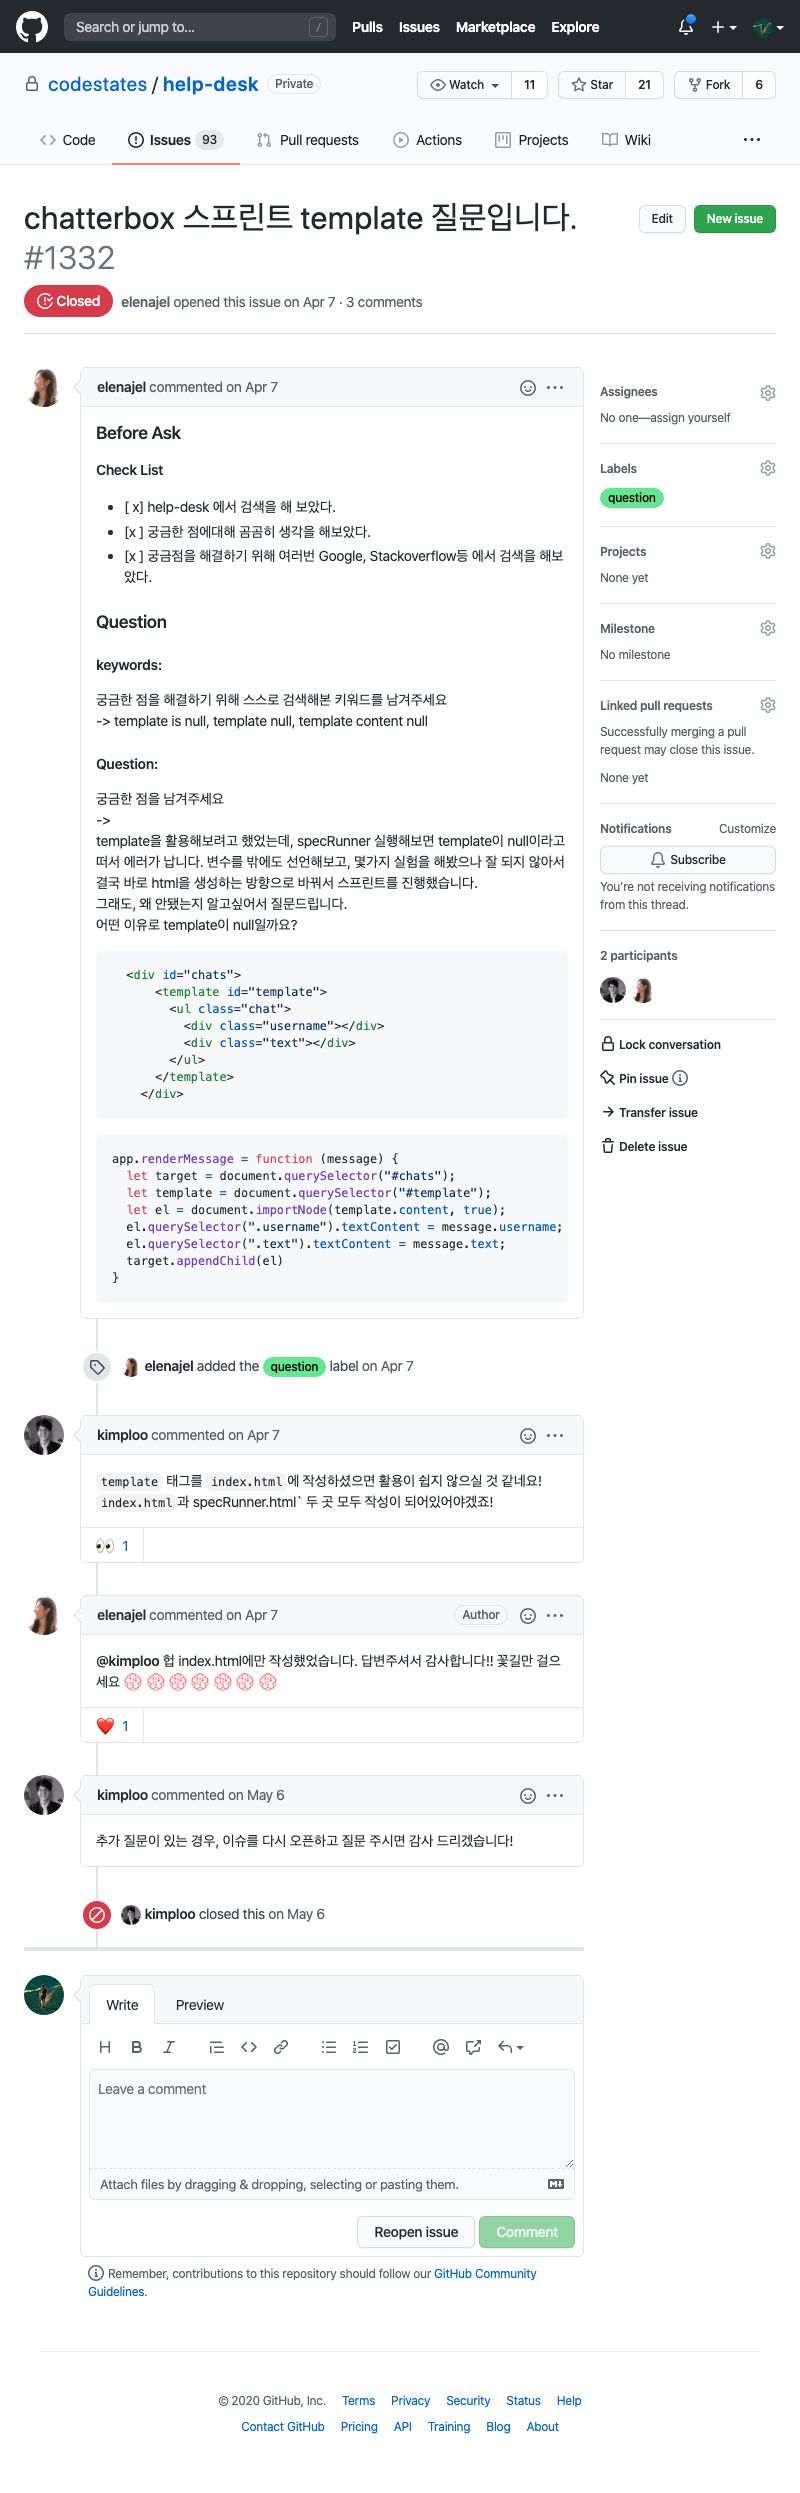 Search or jump to... /
Pulls Issues Marketplace Explore
codestates / help-desk Private
Watch 11 Star 21 Fork 6
Code Issues 93 Pull requests Actions Projects Wiki
chatterbox 스프린트 template 질문입니다.
#1332
Edit New issue
Closed elenajel opened this issue on Apr 7 · 3 comments
elenajel commented on Apr 7
Before Ask
Check List
[ x] help-desk 에서 검색을 해 보았다.
[x ] 궁금한 점에대해 곰곰히 생각을 해보았다.
[x ] 궁금점을 해결하기 위해 여러번 Google, Stackoverflow등 에서 검색을 해보
았다.
Question
keywords:
궁금한 점을 해결하기 위해 스스로 검색해본 키워드를 남겨주세요
-> template is null, template null, template content null
Question:
궁금한 점을 남겨주세요
->
template을 활용해보려고 했었는데, specRunner 실행해보면 template이 null이라고
떠서 에러가 납니다. 변수를 밖에도 선언해보고, 몇가지 실험을 해봤으나 잘 되지 않아서
결국 바로 html을 생성하는 방향으로 바꿔서 스프린트를 진행했습니다.
그래도, 왜 안됐는지 알고싶어서 질문드립니다.
어떤 이유로 template이 null일까요?
<div id="chats">
<template id="template">
<ul class="chat">
<div class="username"></div>
<div class="text"></div>
</ul>
</template>
</div>
app.renderMessage = function (message) {
let target = document.querySelector("#chats");
let template = document.querySelector("#template");
let el = document.importNode(template.content, true);
el.querySelector(".username").textContent = message.username;
el.querySelector(".text").textContent = message.text;
target.appendChild(el)
}
Assignees
No one—assign yourself
Labels
question
Projects
None yet
Milestone
No milestone
Linked pull requests
Successfully merging a pull
request may close this issue.
None yet
Notifications Customize
Subscribe
You're not receiving notifications
from this thread.
2 participants
Lock conversation
Pin issue
Transfer issue
Delete issue
elenajel added the question label on Apr 7
kimploo commented on Apr 7
template 태그를 index.html에 작성하셨으면 활용이 쉽지 않으실 것 같네요!
index.html 과 specRunner.html` 두 곳 모두 작성이 되어있어야겠죠!
👀 1
elenajel commented on Apr 7 Author
@kimploo 헙 index.html에만 작성했었습니다. 답변주셔서 감사합니다!! 꽃길만 걸으
세요 💮 💮 💮 💮 💮 💮 💮
❤️ 1
kimploo commented on May 6
추가 질문이 있는 경우, 이슈를 다시 오픈하고 질문 주시면 감사 드리겠습니다!
kimploo closed this on May 6
Write Preview
H B I
Leave a comment
Attach files by dragging & dropping, selecting or pasting them.
Reopen issue Comment
Remember, contributions to this repository should follow our GitHub Community
Guidelines.
© 2020 GitHub, Inc. Terms Privacy Security Status Help
Contact GitHub Pricing API Training Blog About